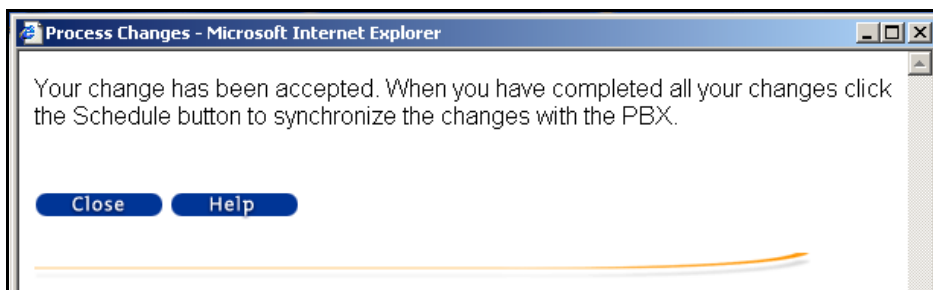 Process Changes - Microsoft Internet Explorer
Your change has been accepted. When you have completed all your changes click
the Schedule button to synchronize the changes with the PBX.
Close Help